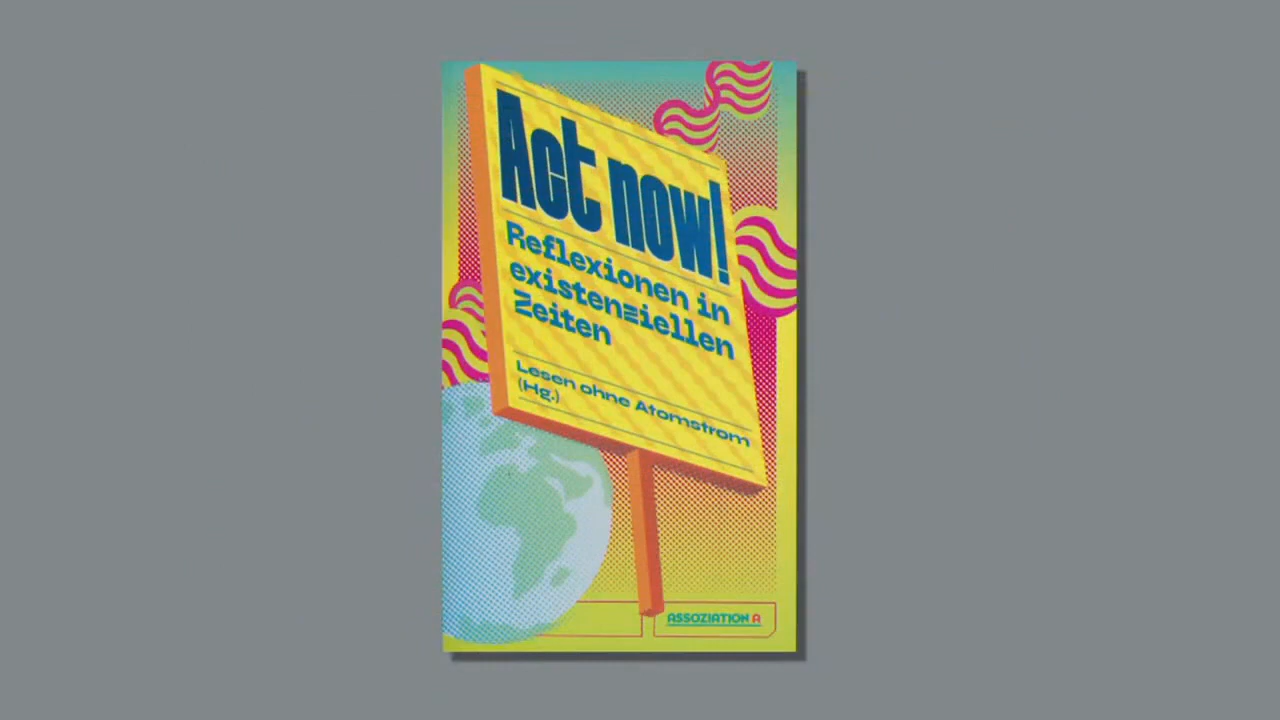 Act now!
Reflexionen in
existenziellen
Zeiten
Lesen ohne Atomstrom
(Hg.)
ASSOZIATION A